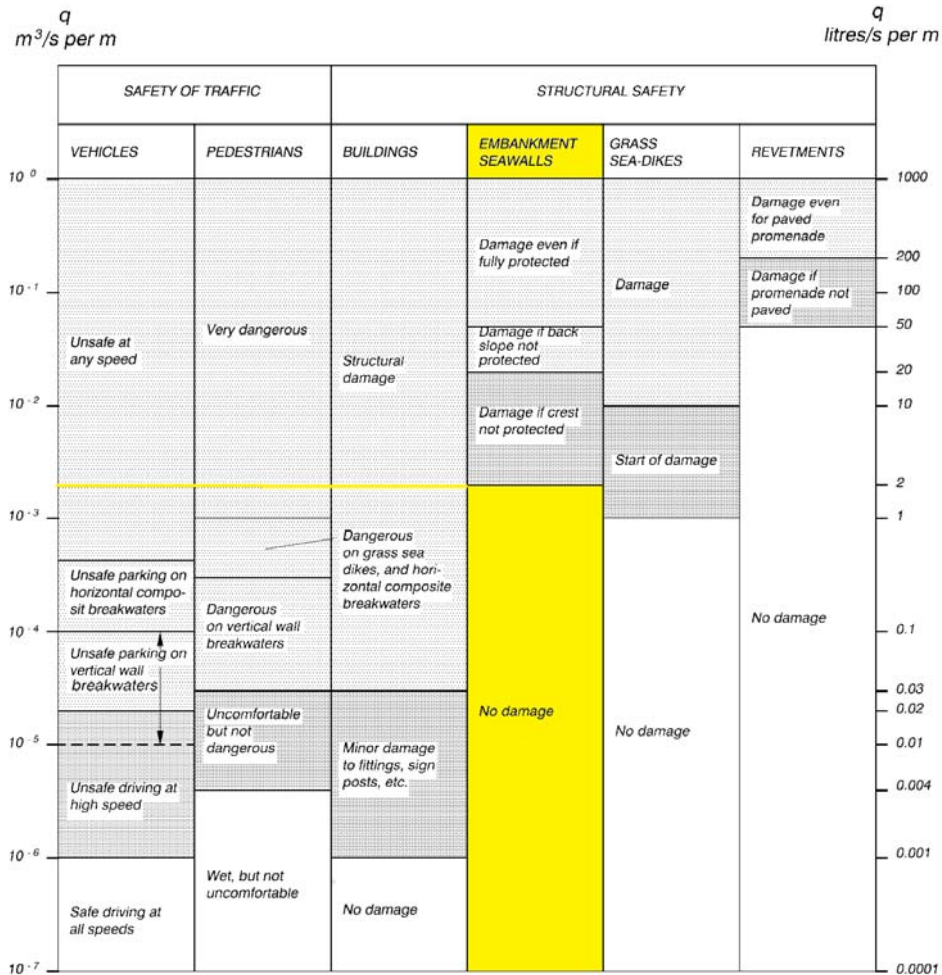 q
m³/s per m
q
litres/s per m
SAFETY OF TRAFFIC
STRUCTURAL SAFETY
VEHICLES
PEDESTRIANS
BUILDINGS
EMBANKMENT
SEAWALLS
GRASS
SEA-DIKES
REVETMENTS
10⁰
10⁻¹
10⁻²
10⁻³
10⁻⁴
10⁻⁵
10⁻⁶
10⁻⁷
Unsafe at
any speed
Unsafe parking on
horizontal compo-
sit breakwaters
Unsafe parking on
vertical wall
breakwaters
Unsafe driving at
high speed
Safe driving at
all speeds
Very dangerous
Dangerous
on vertical wall
breakwaters
Uncomfortable
but not
dangerous
Wet, but not
uncomfortable
Structural
damage
Dangerous
on grass sea
dikes, and hori-
zontal composite
breakwaters
Minor damage
to fittings, sign
posts, etc.
No damage
Damage even if
fully protected
Damage if back
slope not
protected
Damage if crest
not protected
No damage
Damage
Start of damage
No damage
Damage even
for paved
promenade
Damage if
promenade not
paved
No damage
1000
200
100
50
20
10
2
1
0.1
0.03
0.02
0.01
0.004
0.001
0.0001